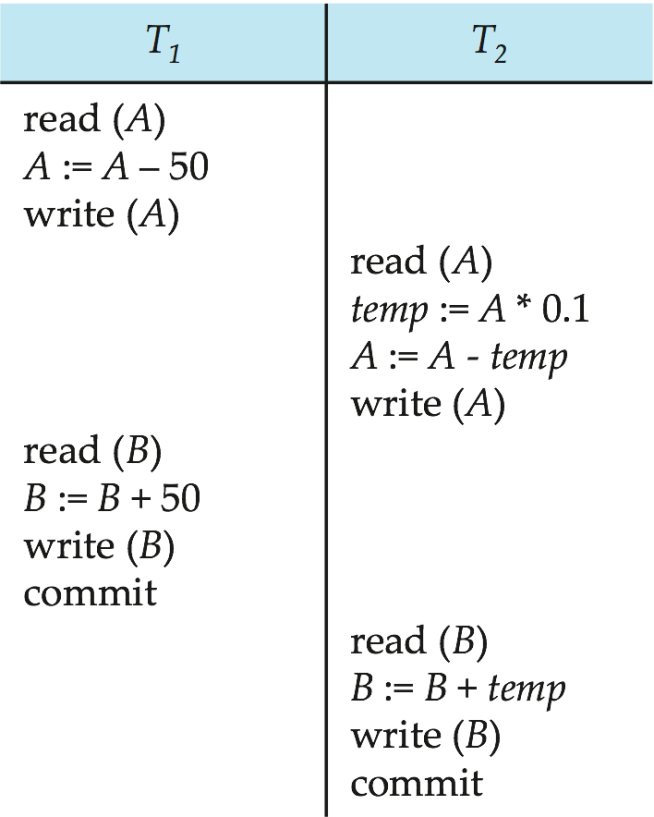 T1 T2
read (A)
A := A – 50
write (A)
read (A)
temp := A * 0.1
A := A - temp
write (A)
read (B)
B := B + 50
write (B)
commit
read (B)
B := B + temp
write (B)
commit